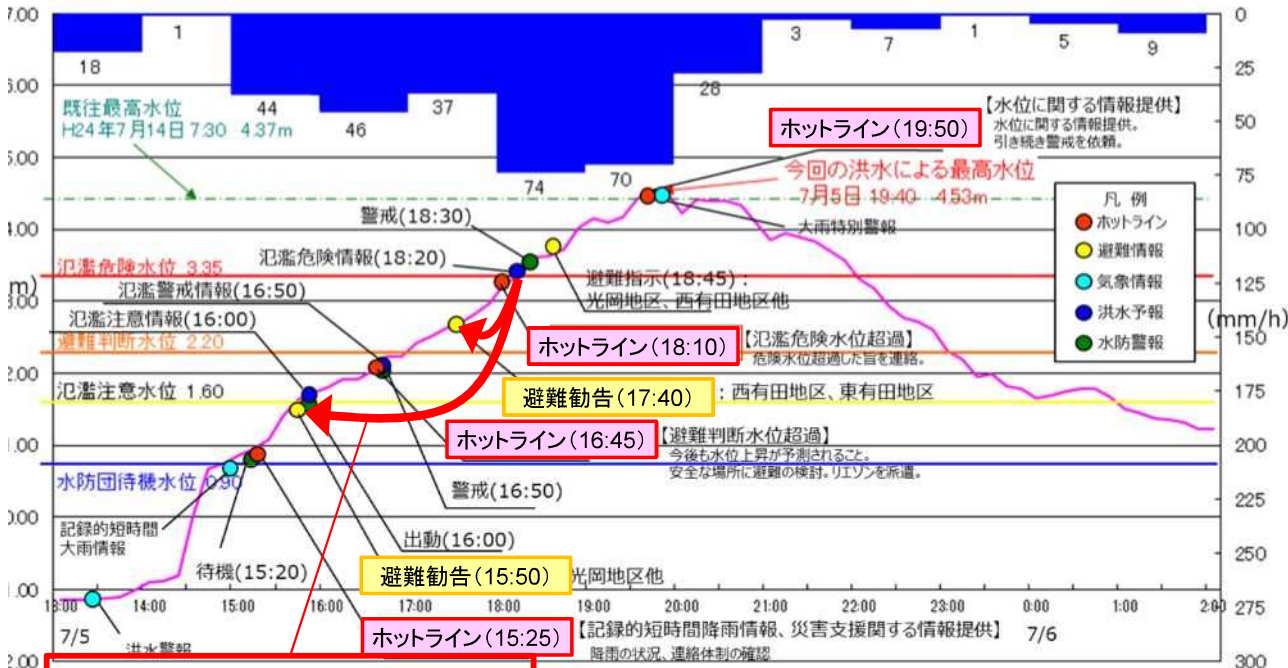 7.00
6.00
5.00
4.00
3.00
2.00
1.00
0.00
1.00
2.00
m)
0
25
50
75
100
125
150
175
200
225
250
275
300
(mm/h)
18
1
44
46
37
74
70
28
3
7
1
5
9
既往最高水位
H24年7月14日 7:30 4.37m
ホットライン(19:50)
【水位に関する情報提供】
水位に関する情報提供。
引き続き警戒を依頼。
今回の洪水による最高水位
7月5日 19:40 4.53m
大雨特別警報
凡 例
ホットライン
避難情報
気象情報
洪水予報
水防警報
警戒(18:30)
氾濫危険情報(18:20)
氾濫危険水位 3.35
避難指示(18:45):
光岡地区、西有田地区他
氾濫警戒情報(16:50)
氾濫注意情報(16:00)
避難判断水位 2.20
ホットライン(18:10)
【氾濫危険水位超過】
危険水位超過した旨を連絡。
氾濫注意水位 1.60
避難勧告(17:40)
:西有田地区、東有田地区
ホットライン(16:45)
【避難判断水位超過】
今後も水位上昇が予測されること。
安全な場所に避難の検討。リエゾンを派遣。
水防団待機水位 0.90
警戒(16:50)
記録的短時間
大雨情報
出動(16:00)
待機(15:20)
避難勧告(15:50)
光岡地区他
13:00 14:00 15:00 16:00 17:00 18:00 19:00 20:00 21:00 22:00 23:00 0:00 1:00 2:00
7/5
洪水警報
ホットライン(15:25)
【記録的短時間降雨情報、災害支援関する情報提供】
7/6
降雨の状況、連絡体制の確認